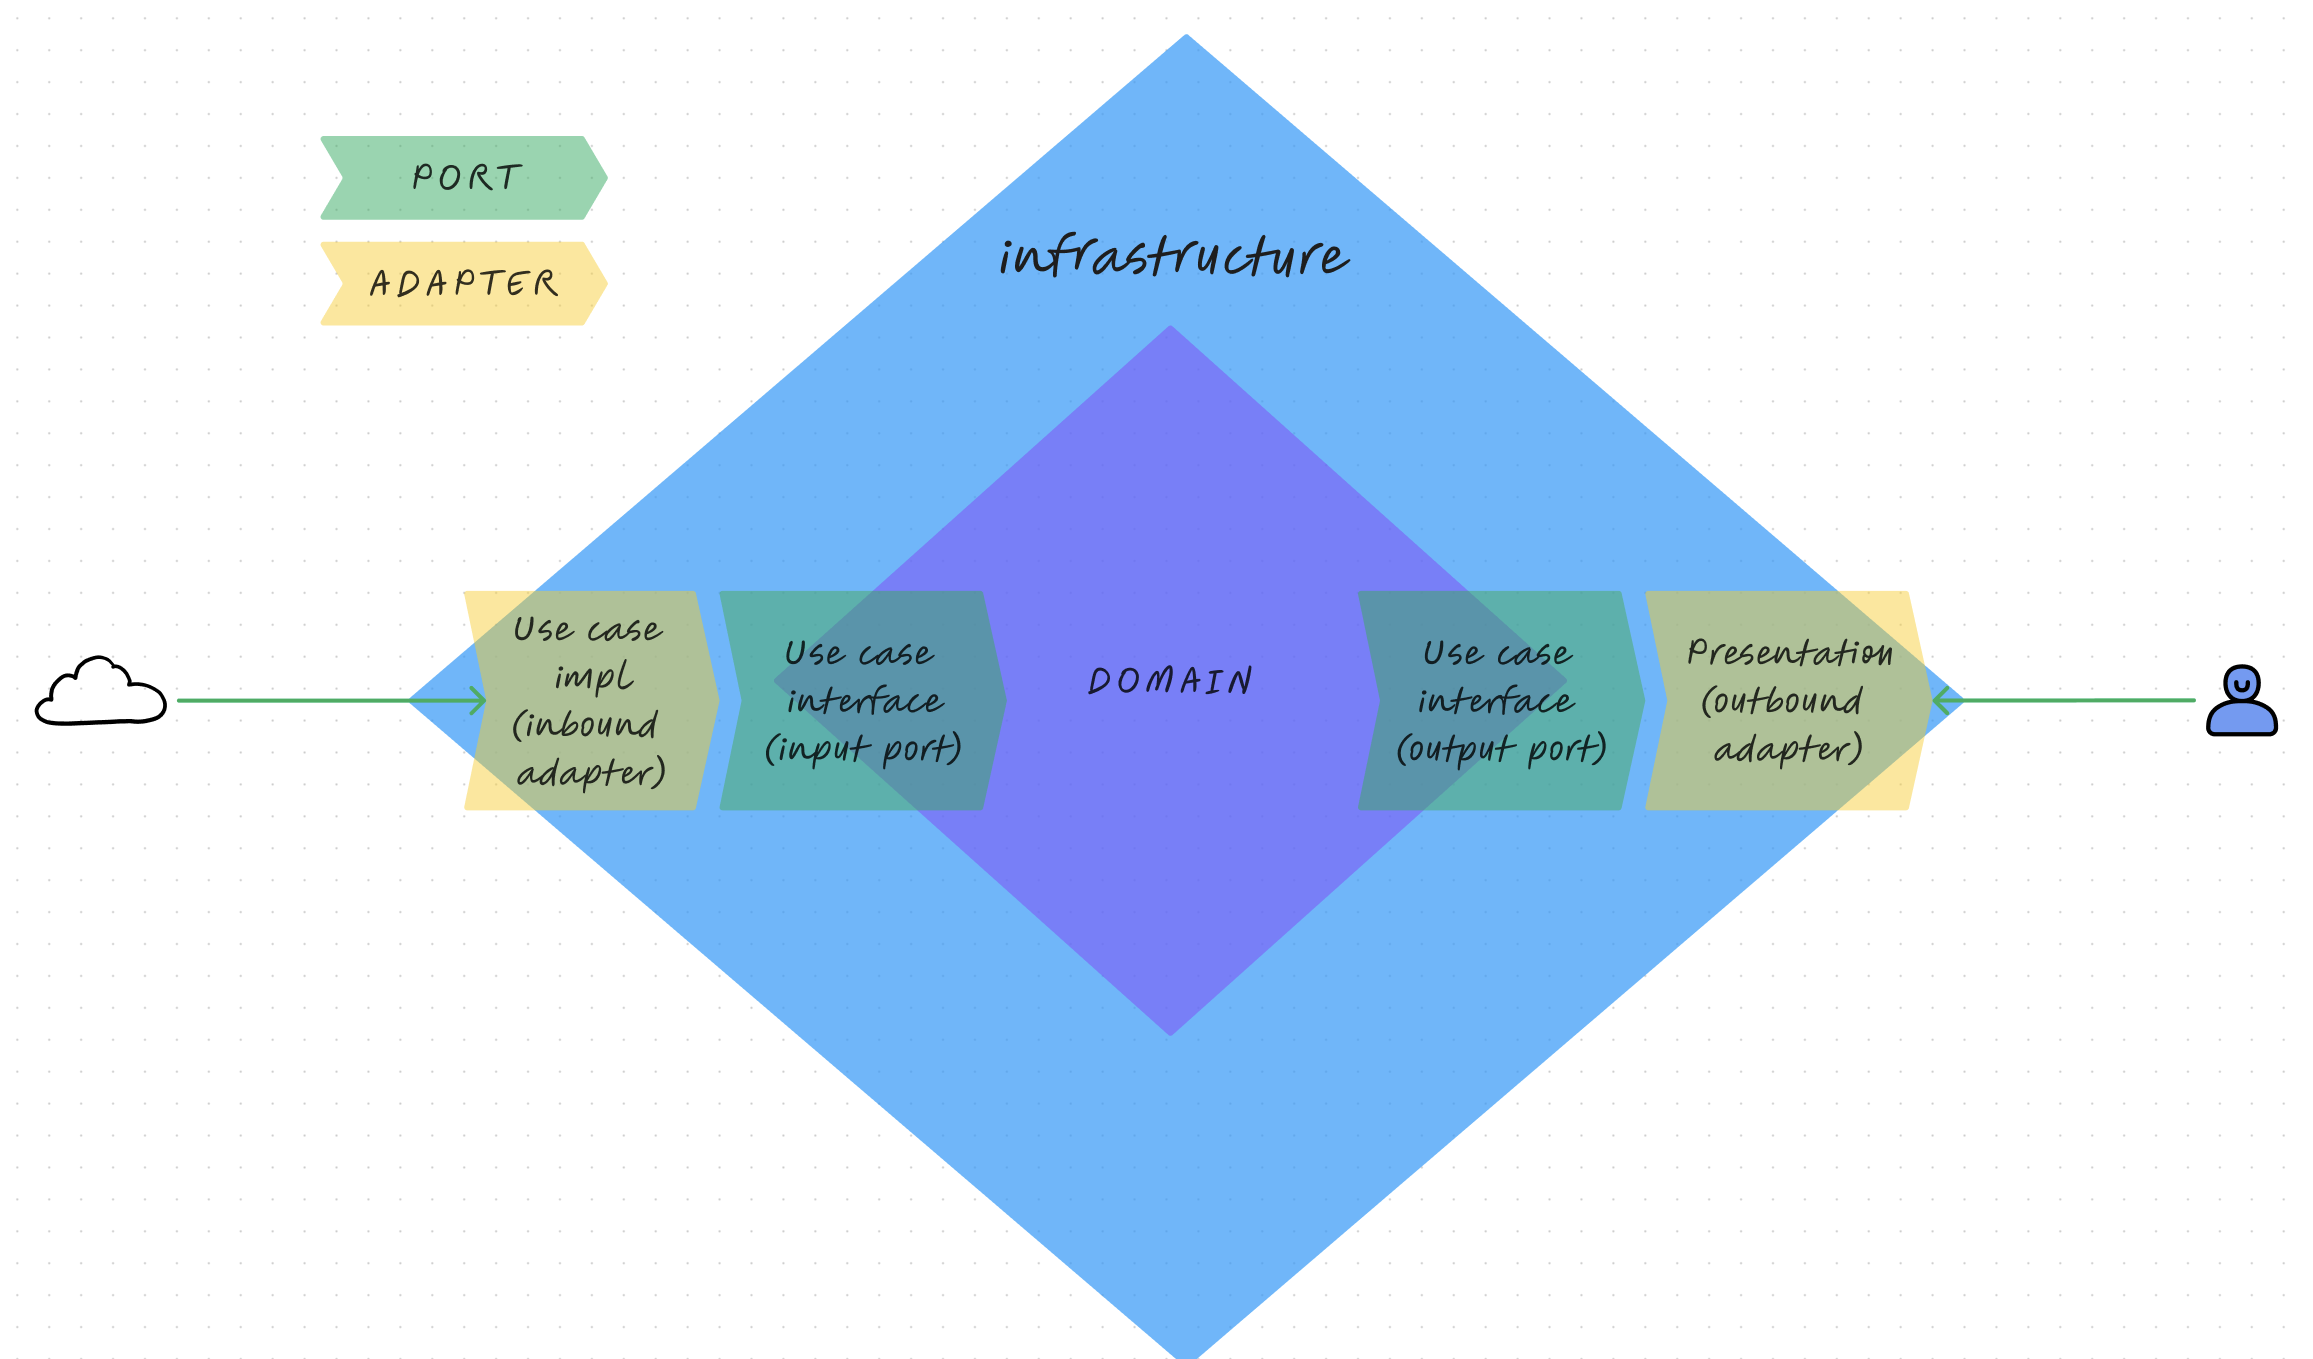 PORT
ADAPTER
infrastructure
Use case
impl
(inbound
adapter)
Use case
interface
(input port)
DOMAIN
Use case
interface
(output port)
Presentation
(outbound
adapter)